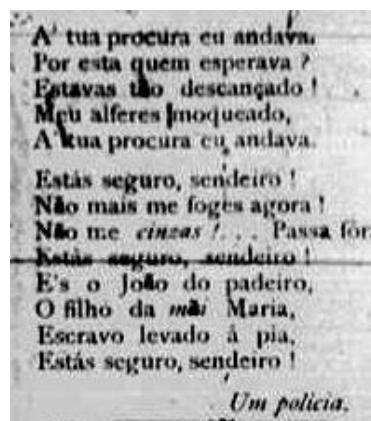 A' tua procura eu andava.
Por esta quem esperava ?
Estavas tão descançado !
Meu alferes moqueado,
A' tua procura eu andava.
Estás seguro, sendeiro !
Não mais me foges agora !
Não me cinzas !... Passa fór
Estás seguro, sendeiro !
E's o João do padeiro,
O filho da mãi Maria,
Escravo levado á pia,
Estás seguro, sendeiro !
Um policia.